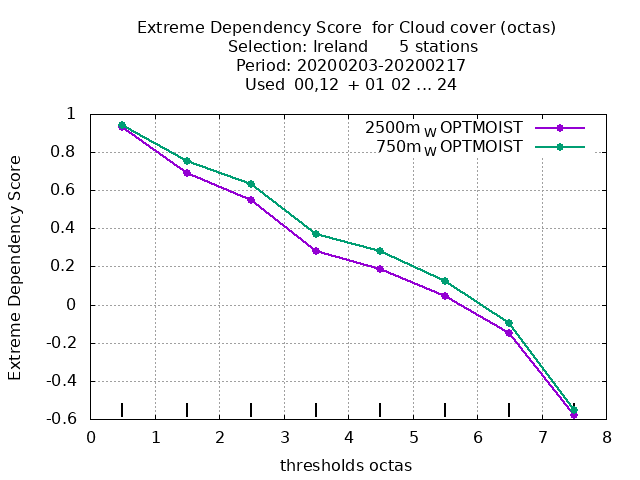 Extreme Dependency Score  for Cloud cover (octas)
Selection: Ireland      5 stations
Period: 20200203-20200217
Used  00,12  + 01 02 ... 24
2500m W OPTMOIST
750m W OPTMOIST
1
0.8
0.6
0.4
0.2
0
-0.2
-0.4
-0.6
Extreme Dependency Score
0 1 2 3 4 5 6 7 8
thresholds octas